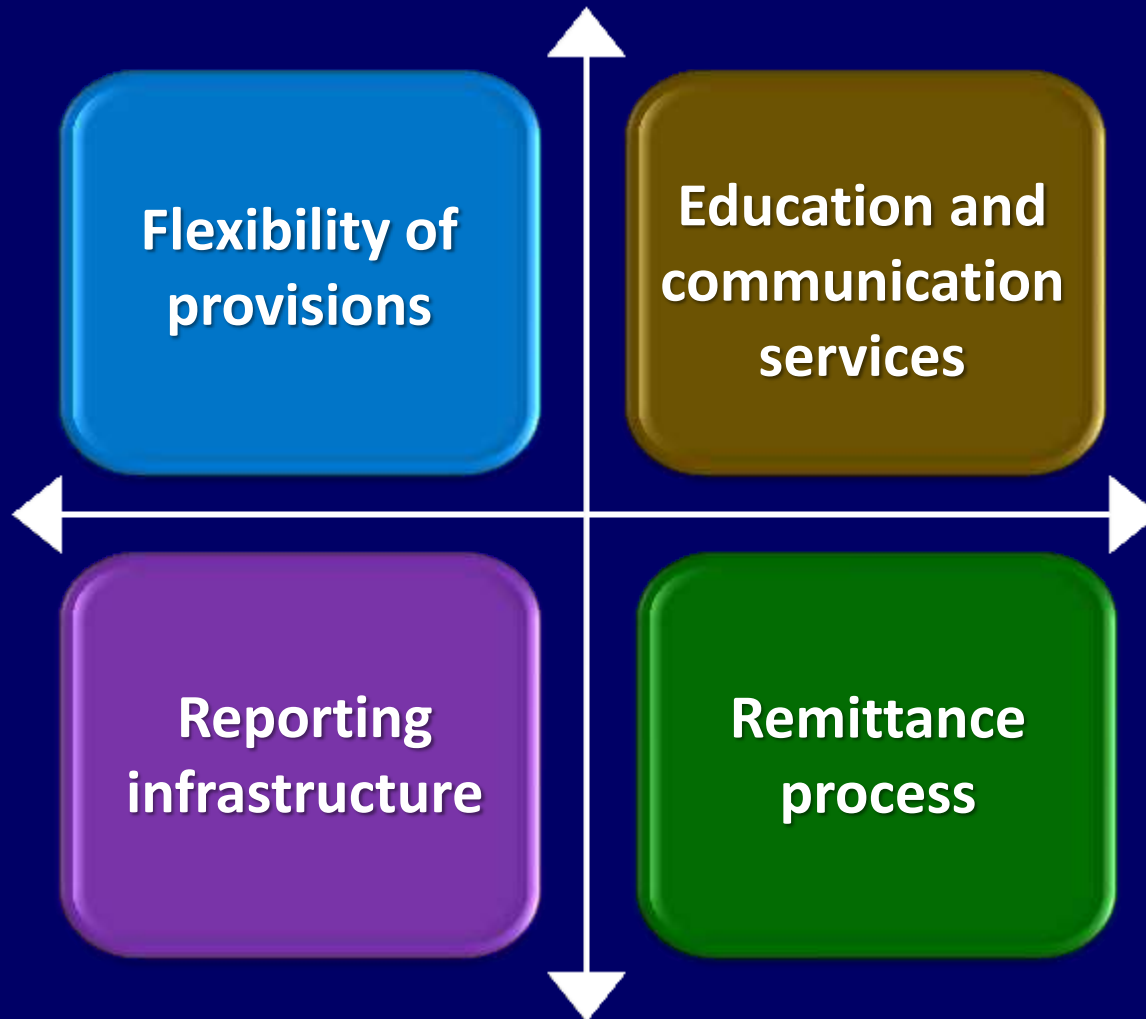 Flexibility of
provisions
Education and
communication
services
Reporting
infrastructure
Remittance
process